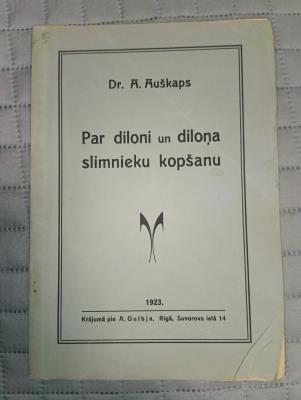 Dr. A. Auškaps
Par diloni un diloņa
slimnieku kopšanu
1923.
Krājumā pie A. Gulbja, Rīgā, Suvorova ielā 14